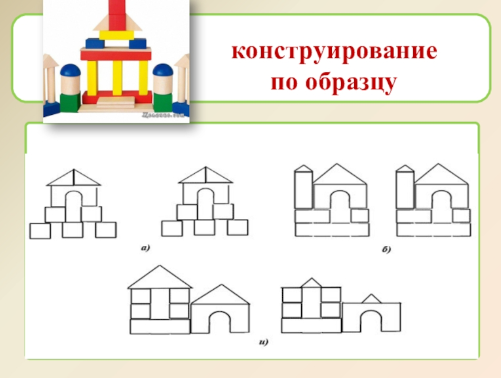 конструирование
по образцу
а)
б)
и)